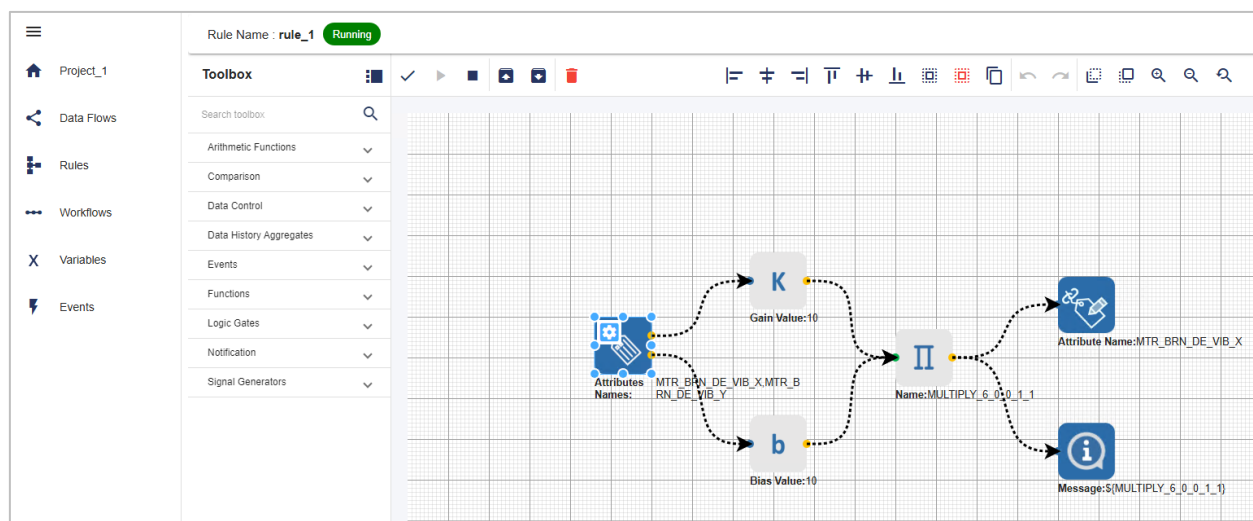 Rule Name : rule_1 Running
Project_1
Data Flows
Rules
Workflows
X Variables
Events
Toolbox
Search toolbox
Arithmetic Functions
Comparison
Data Control
Data History Aggregates
Events
Functions
Logic Gates
Notification
Signal Generators
Attributes Names: MTR_BRN_DE_VIB_X,MTR_B
RN_DE_VIB_Y
K
Gain Value:10
b
Bias Value:10
Π
Name:MULTIPLY_6_0_0_1_1
Attribute Name:MTR_BRN_DE_VIB_X
i
Message:${MULTIPLY_6_0_0_1_1}